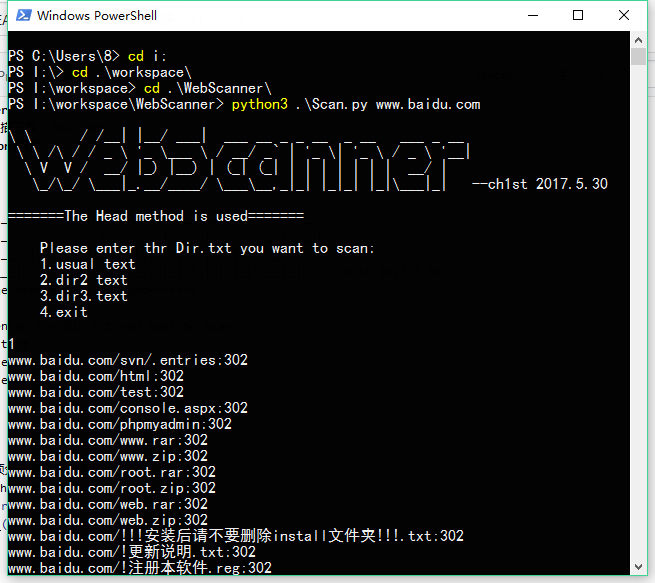 Windows PowerShell
PS C:\Users\8> cd i:
PS I:\> cd .\workspace\
PS I:\workspace> cd .\WebScanner\
PS I:\workspace\WebScanner> python3 .\Scan.py www.baidu.com
WebScanner
--ch1st 2017.5.30
=======The Head method is used=======
Please enter thr Dir.txt you want to scan:
1.usual text
2.dir2 text
3.dir3.text
4.exit
1
www.baidu.com/svn/.entries:302
www.baidu.com/html:302
www.baidu.com/test:302
www.baidu.com/console.aspx:302
www.baidu.com/phpmyadmin:302
www.baidu.com/www.rar:302
www.baidu.com/www.zip:302
www.baidu.com/root.rar:302
www.baidu.com/root.zip:302
www.baidu.com/web.rar:302
www.baidu.com/web.zip:302
www.baidu.com/!!!安装后请不要删除install文件夹!!!.txt:302
www.baidu.com/!更新说明.txt:302
www.baidu.com/!注册本软件.reg:302